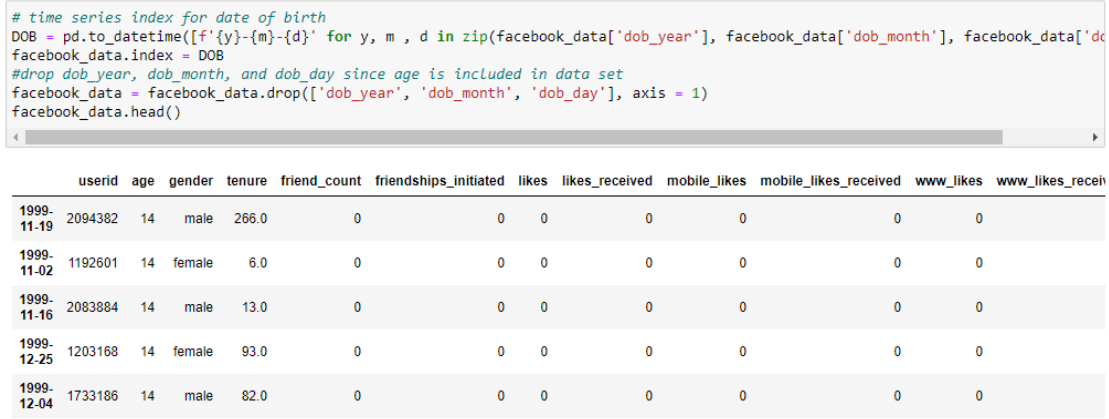 # time series index for date of birth
DOB = pd.to_datetime([f'{y}-{m}-{d}' for y, m , d in zip(facebook_data['dob_year'], facebook_data['dob_month'], facebook_data['do
facebook_data.index = DOB
#drop dob_year, dob_month, and dob_day since age is included in data set
facebook_data = facebook_data.drop(['dob_year', 'dob_month', 'dob_day'], axis = 1)
facebook_data.head()
userid age gender tenure friend_count friendships_initiated likes likes_received mobile_likes mobile_likes_received www_likes www_likes_receiv
1999-
11-19 2094382 14 male 266.0 0 0 0 0 0 0 0
1999-
11-02 1192601 14 female 6.0 0 0 0 0 0 0 0
1999-
11-16 2083884 14 male 13.0 0 0 0 0 0 0 0
1999-
12-25 1203168 14 female 93.0 0 0 0 0 0 0 0
1999-
12-04 1733186 14 male 82.0 0 0 0 0 0 0 0